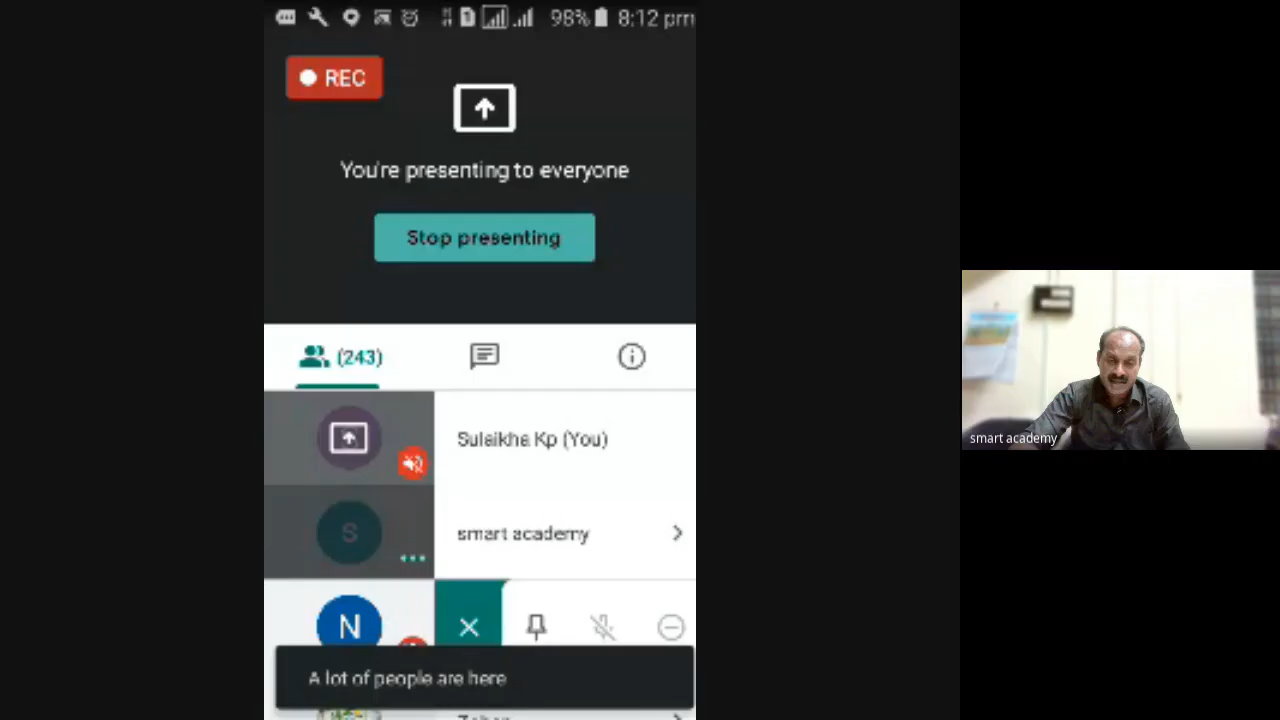 98% 8:12 pm
REC
You're presenting to everyone
Stop presenting
(243)
Sulaikha Kp (You)
S
smart academy
N
A lot of people are here
smart academy